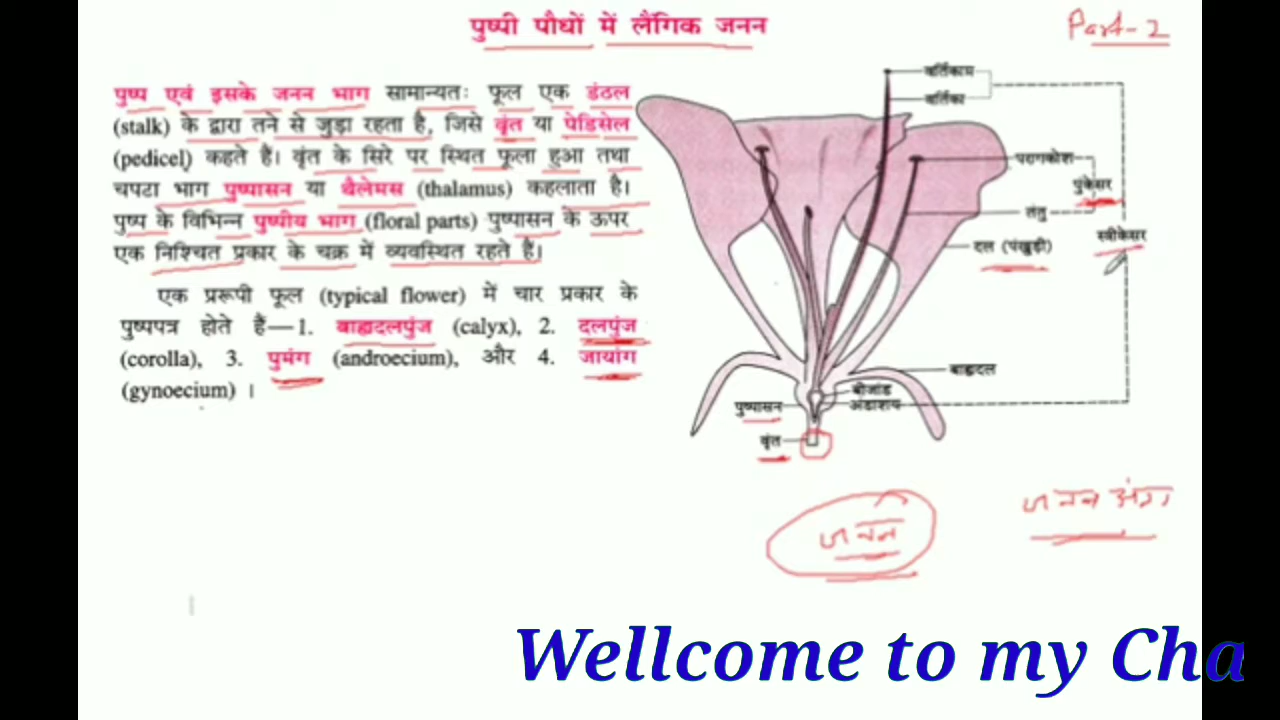 पुष्पी पौधों में लैंगिक जनन
Part-2
पुष्प एवं इसके जनन भाग सामान्यतः फूल एक डंठल
(stalk) के द्वारा तने से जुड़ा रहता है, जिसे वृंत या पेडिसेल
(pedicel) कहते हैं। वृंत के सिरे पर स्थित फूला हुआ तथा
चपटा भाग पुष्पासन या थैलेमस (thalamus) कहलाता है।
पुष्प के विभिन्न पुष्पीय भाग (floral parts) पुष्पासन के ऊपर
एक निश्चित प्रकार के चक्र में व्यवस्थित रहते हैं।
एक प्ररूपी फूल (typical flower) में चार प्रकार के
पुष्पपत्र होते हैं—1. बाह्यदलपुंज (calyx), 2. दलपुंज
(corolla), 3. पुमंग (androecium), और 4. जायांग
(gynoecium) ।
वर्तिकाग्र
वर्तिका
परागकोश
पुंकेसर
तंतु
स्त्रीकेसर
दल (पंखुड़ी)
बाह्यदल
बीजांड
अंडाशय
पुष्पासन
वृंत
जनन अंग
जनन
Wellcome to my Cha